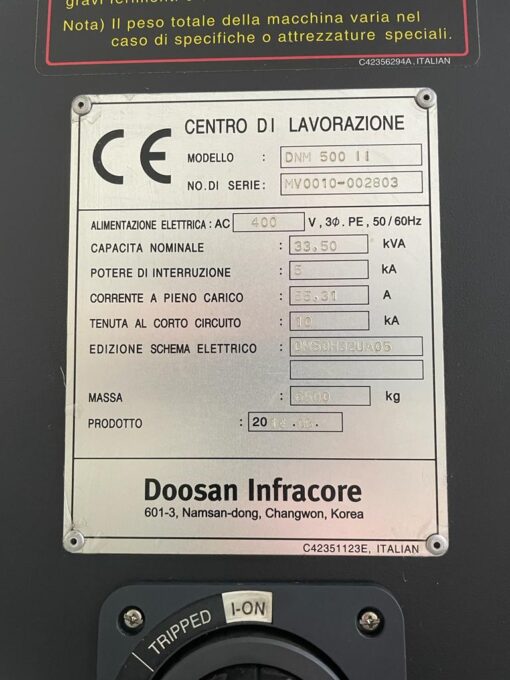 gravi ferimenti o
Nota) Il peso totale della macchina varia nel
caso di specifiche o attrezzature speciali.
C42356294A, ITALIAN
CE CENTRO DI LAVORAZIONE
MODELLO : DNM 500 II
NO.DI SERIE: MV0010-002803
ALIMENTAZIONE ELETTRICA : AC 400 V, 3Φ. PE, 50/60Hz
CAPACITA NOMINALE : 33.50 kVA
POTERE DI INTERRUZIONE : 5 kA
CORRENTE A PIENO CARICO : A
TENUTA AL CORTO CIRCUITO : 10 kA
EDIZIONE SCHEMA ELETTRICO :
MASSA : kg
PRODOTTO : 20
Doosan Infracore
601-3, Namsan-dong, Changwon, Korea
C42351123E, ITALIAN
TRIPPED I-ON